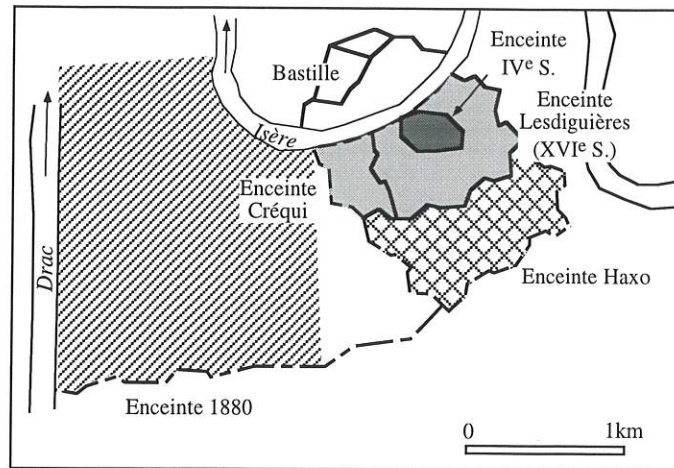 Enceinte
IVe S.
Bastille
Enceinte
Lesdiguières
(XVIe S.)
Isère
Enceinte
Créqui
Drac
Enceinte Haxo
Enceinte 1880
0 1km